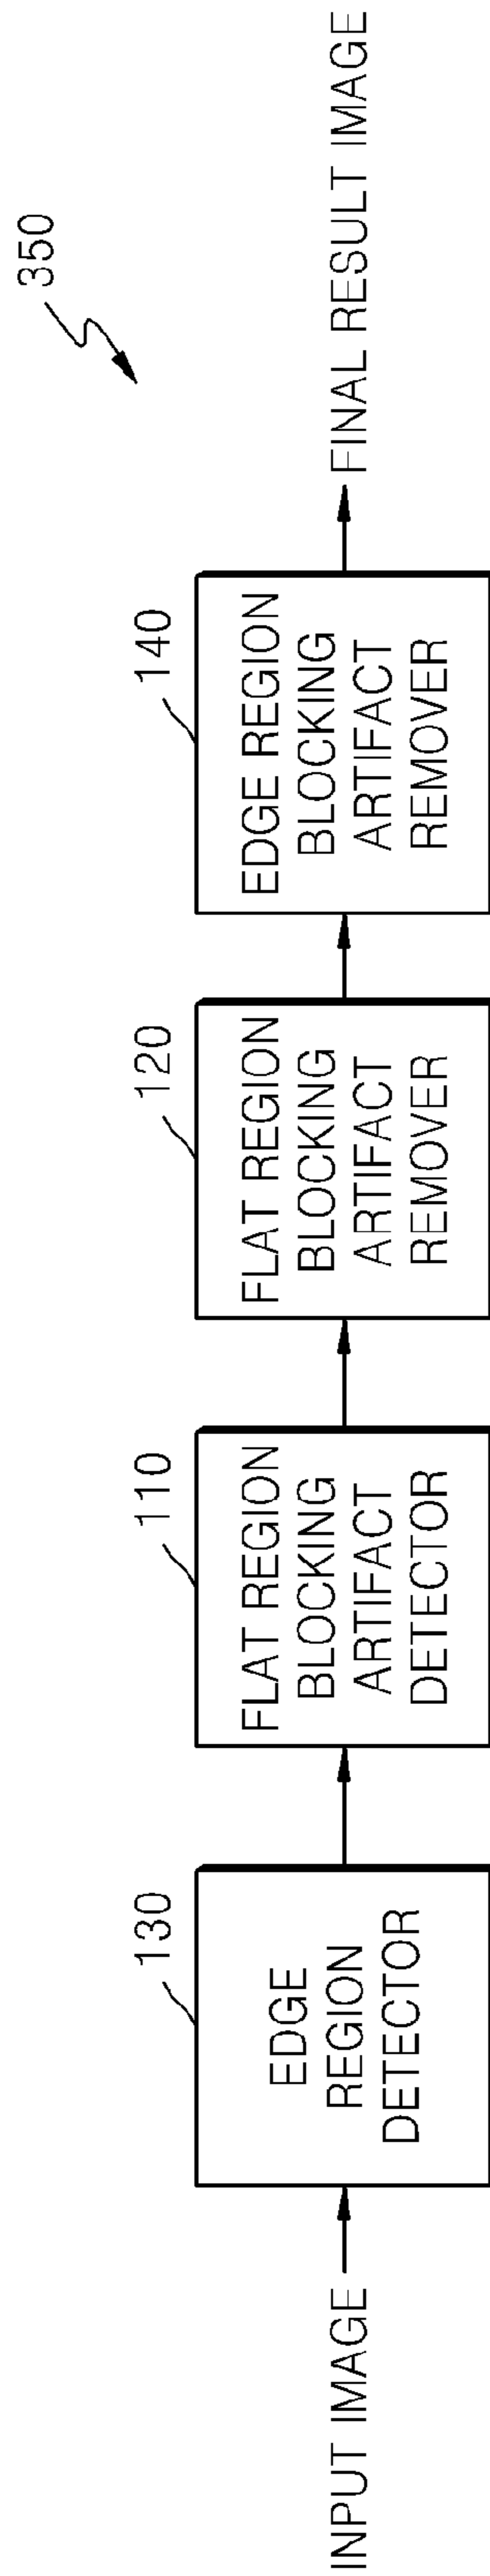 350
INPUT IMAGE
130
EDGE
REGION
DETECTOR
110
FLAT REGION
BLOCKING
ARTIFACT
DETECTOR
120
FLAT REGION
BLOCKING
ARTIFACT
REMOVER
140
EDGE REGION
BLOCKING
ARTIFACT
REMOVER
FINAL RESULT IMAGE